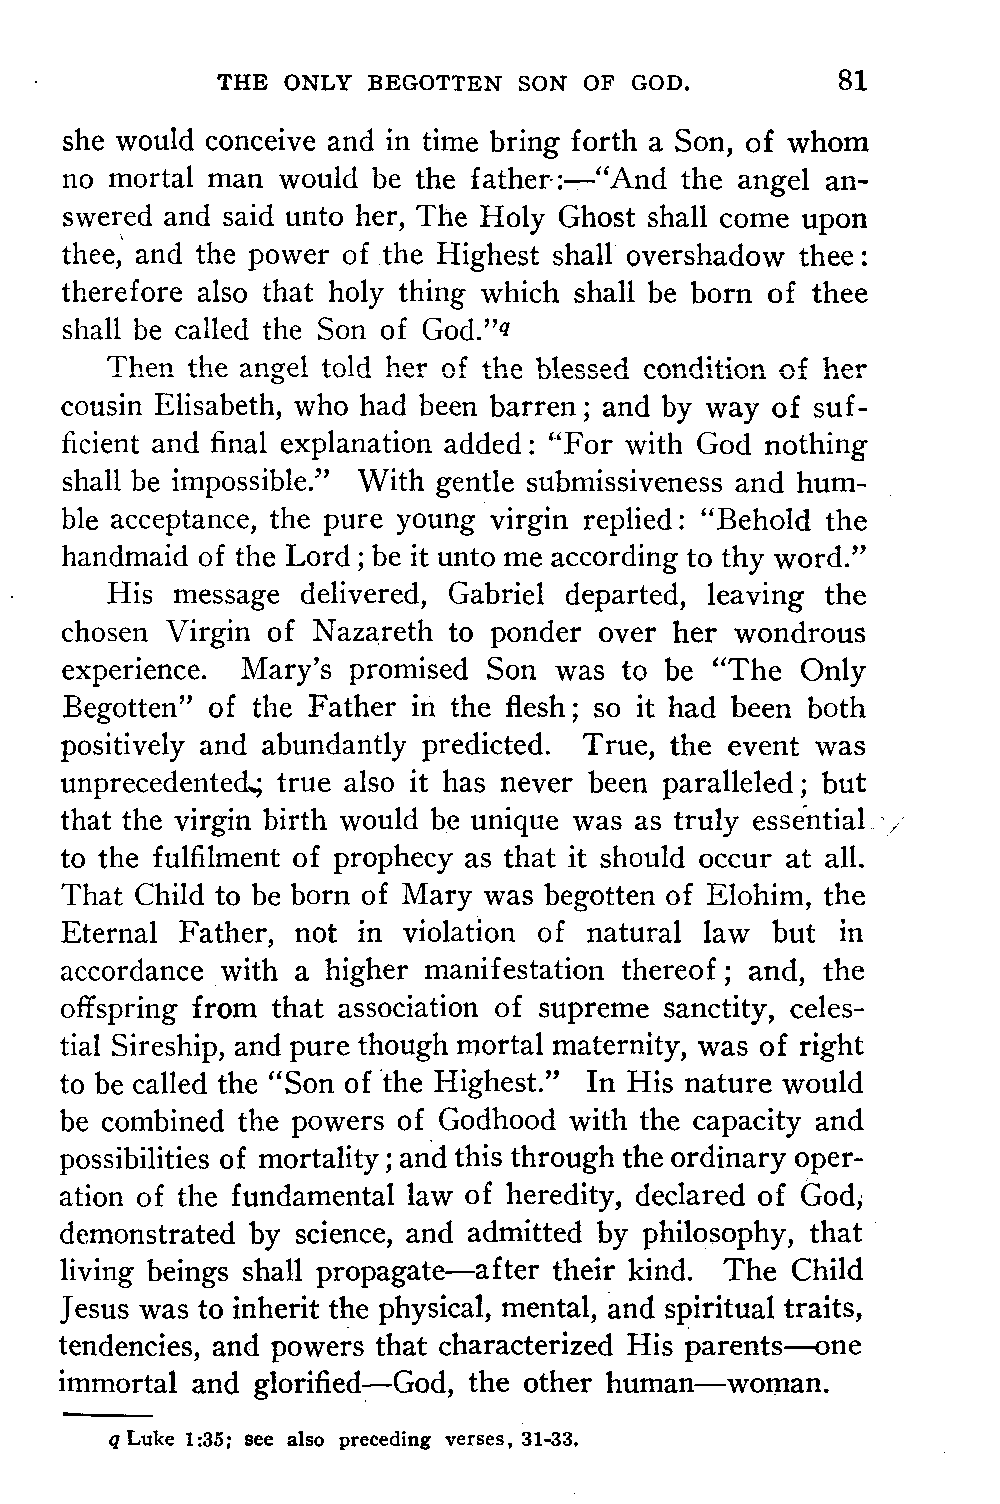 THE ONLY BEGOTTEN SON OF GOD. 81
she would conceive and in time bring forth a Son, of whom
no mortal man would be the father:—“And the angel an-
swered and said unto her, The Holy Ghost shall come upon
thee, and the power of the Highest shall overshadow thee:
therefore also that holy thing which shall be born of thee
shall be called the Son of God.”q
Then the angel told her of the blessed condition of her
cousin Elisabeth, who had been barren; and by way of suf-
ficient and final explanation added: “For with God nothing
shall be impossible.” With gentle submissiveness and hum-
ble acceptance, the pure young virgin replied: “Behold the
handmaid of the Lord; be it unto me according to thy word.”
His message delivered, Gabriel departed, leaving the
chosen Virgin of Nazareth to ponder over her wondrous
experience. Mary’s promised Son was to be “The Only
Begotten” of the Father in the flesh; so it had been both
positively and abundantly predicted. True, the event was
unprecedented; true also it has never been paralleled; but
that the virgin birth would be unique was as truly essential
to the fulfilment of prophecy as that it should occur at all.
That Child to be born of Mary was begotten of Elohim, the
Eternal Father, not in violation of natural law but in
accordance with a higher manifestation thereof; and, the
offspring from that association of supreme sanctity, celes-
tial Sireship, and pure though mortal maternity, was of right
to be called the “Son of the Highest.” In His nature would
be combined the powers of Godhood with the capacity and
possibilities of mortality; and this through the ordinary oper-
ation of the fundamental law of heredity, declared of God,
demonstrated by science, and admitted by philosophy, that
living beings shall propagate—after their kind. The Child
Jesus was to inherit the physical, mental, and spiritual traits,
tendencies, and powers that characterized His parents—one
immortal and glorified—God, the other human—woman.
q Luke 1:35; see also preceding verses, 31-33.